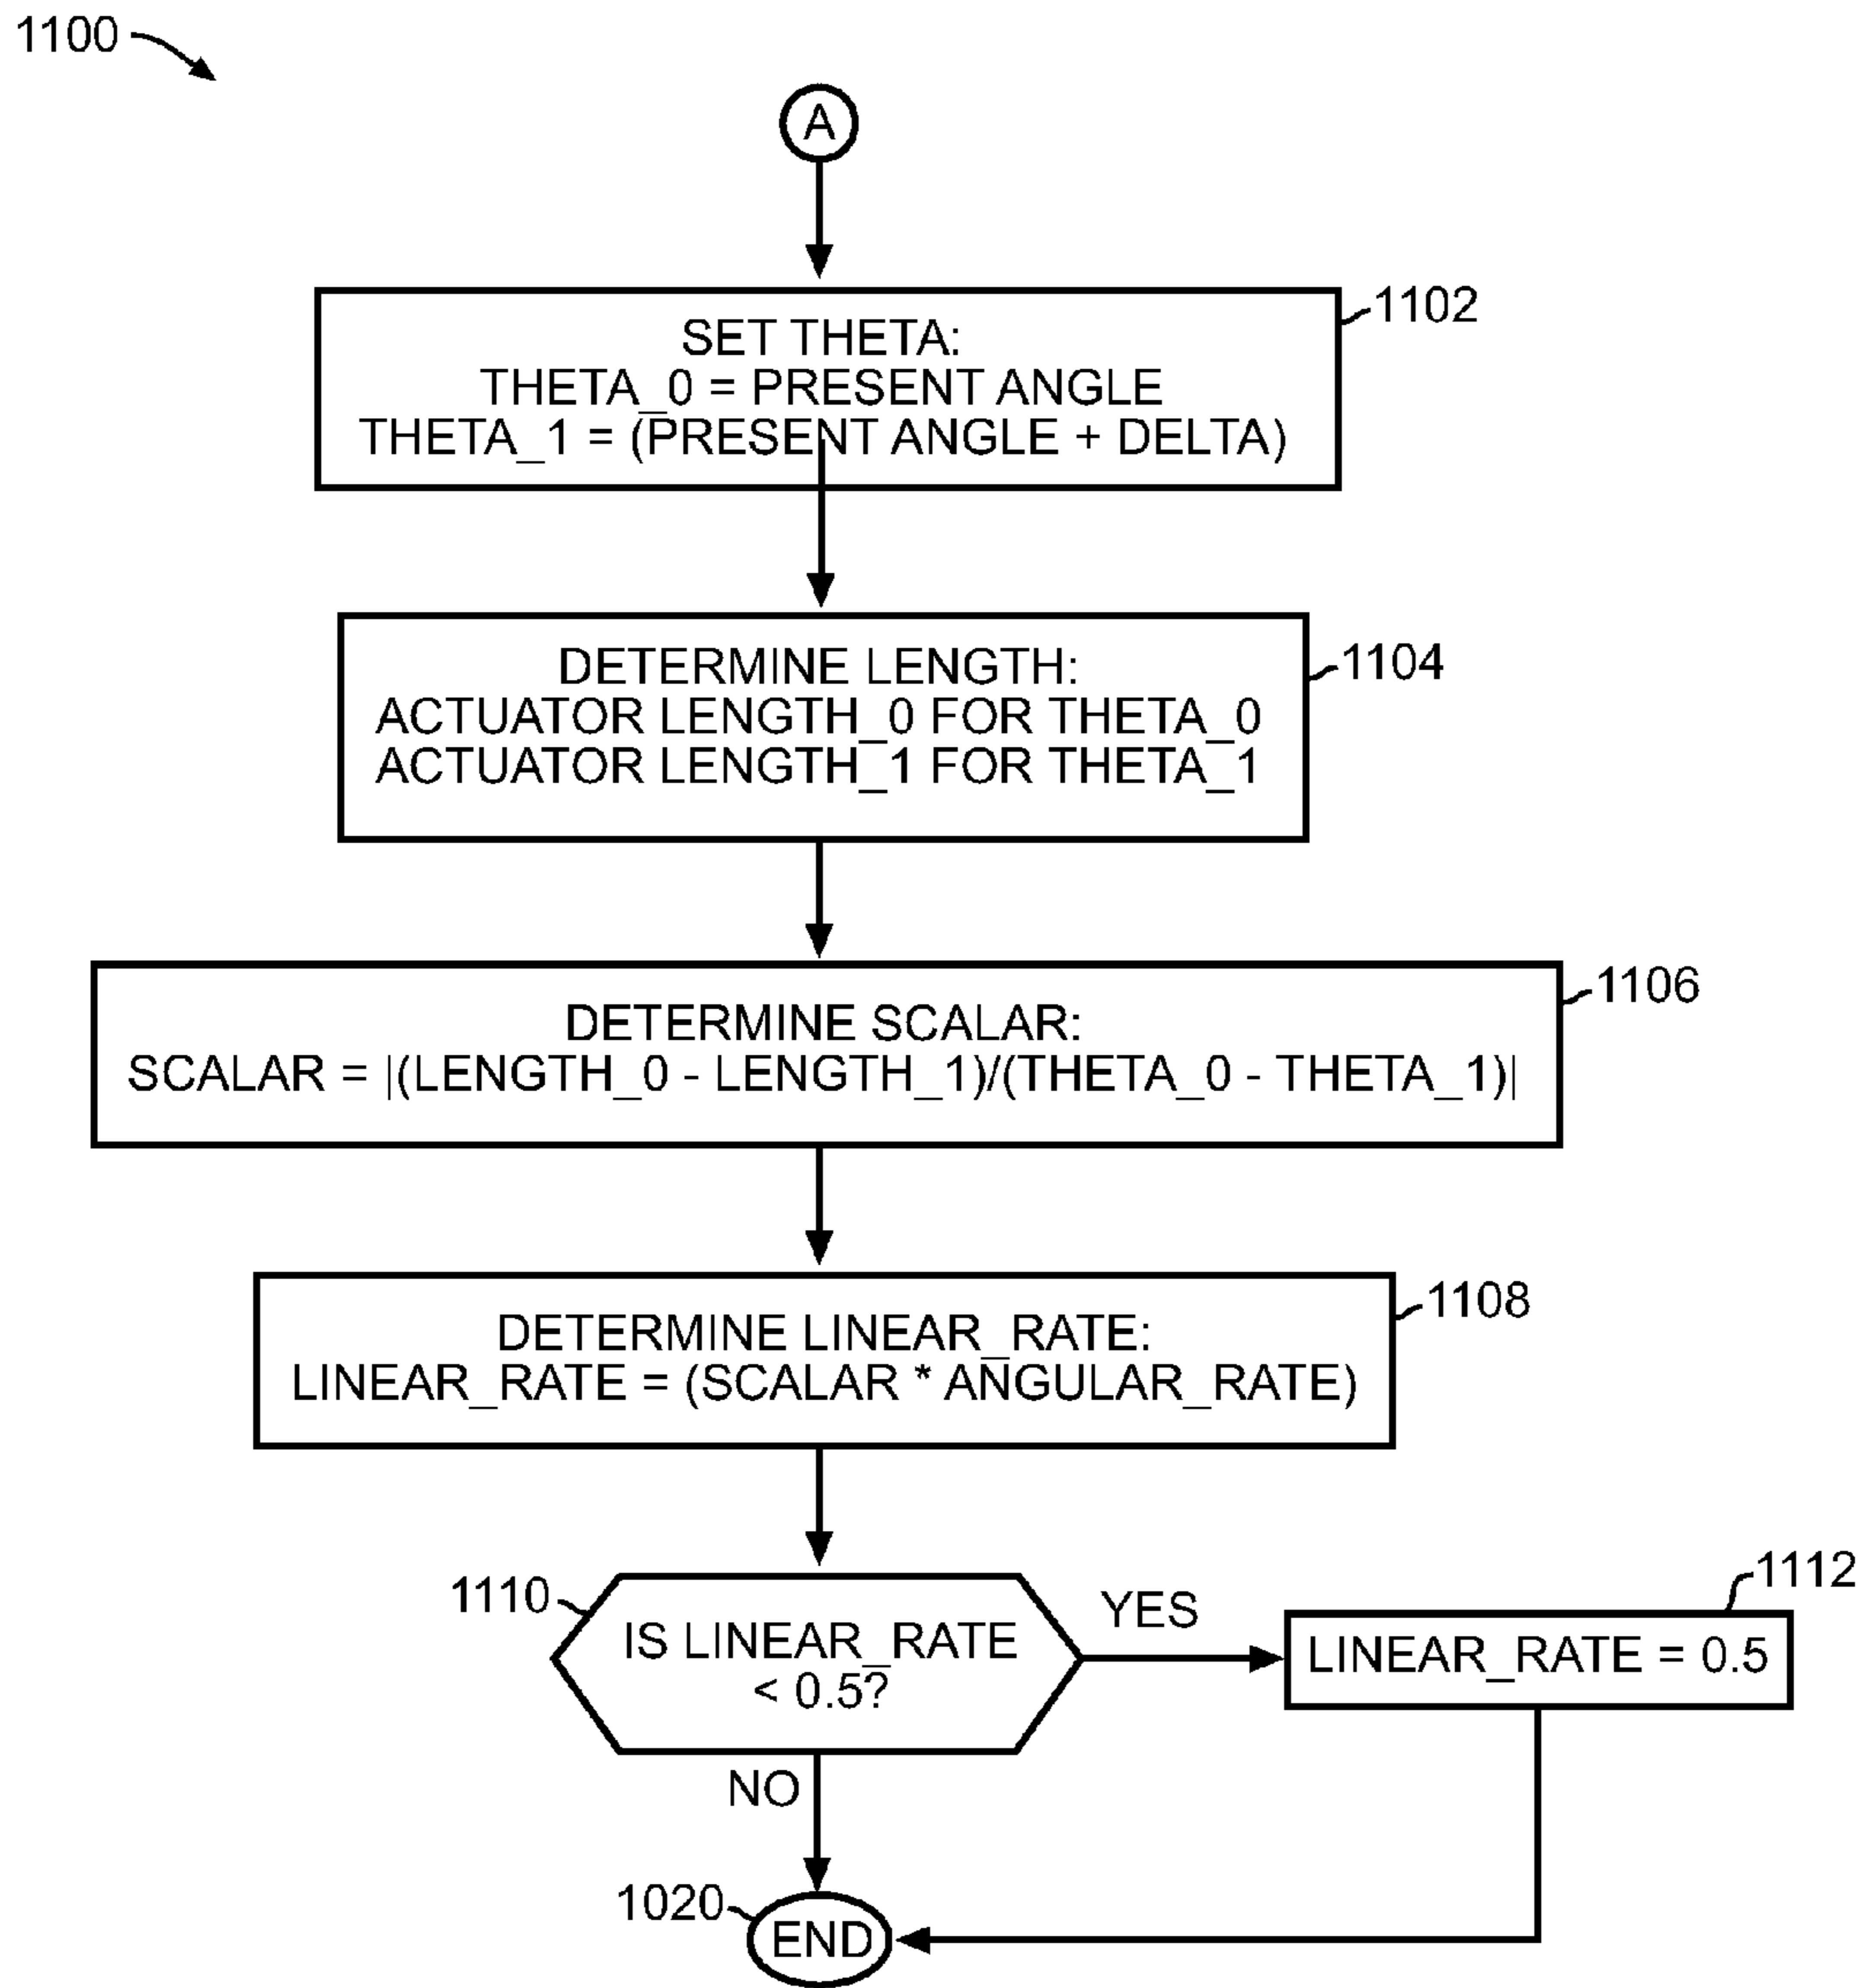 1100
A
1102
SET THETA:
THETA_0 = PRESENT ANGLE
THETA_1 = (PRESENT ANGLE + DELTA)
1104
DETERMINE LENGTH:
ACTUATOR LENGTH_0 FOR THETA_0
ACTUATOR LENGTH_1 FOR THETA_1
1106
DETERMINE SCALAR:
SCALAR = |(LENGTH_0 - LENGTH_1)/(THETA_0 - THETA_1)|
1108
DETERMINE LINEAR_RATE:
LINEAR_RATE = (SCALAR * ANGULAR_RATE)
1110
IS LINEAR_RATE
< 0.5?
YES
1112
LINEAR_RATE = 0.5
NO
1020
END